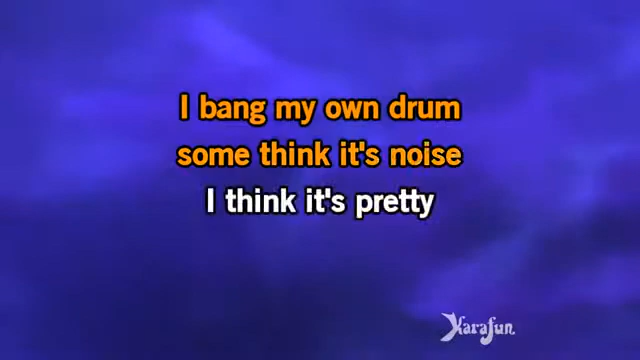 I bang my own drum
some think it's noise
I think it's pretty
Karafun